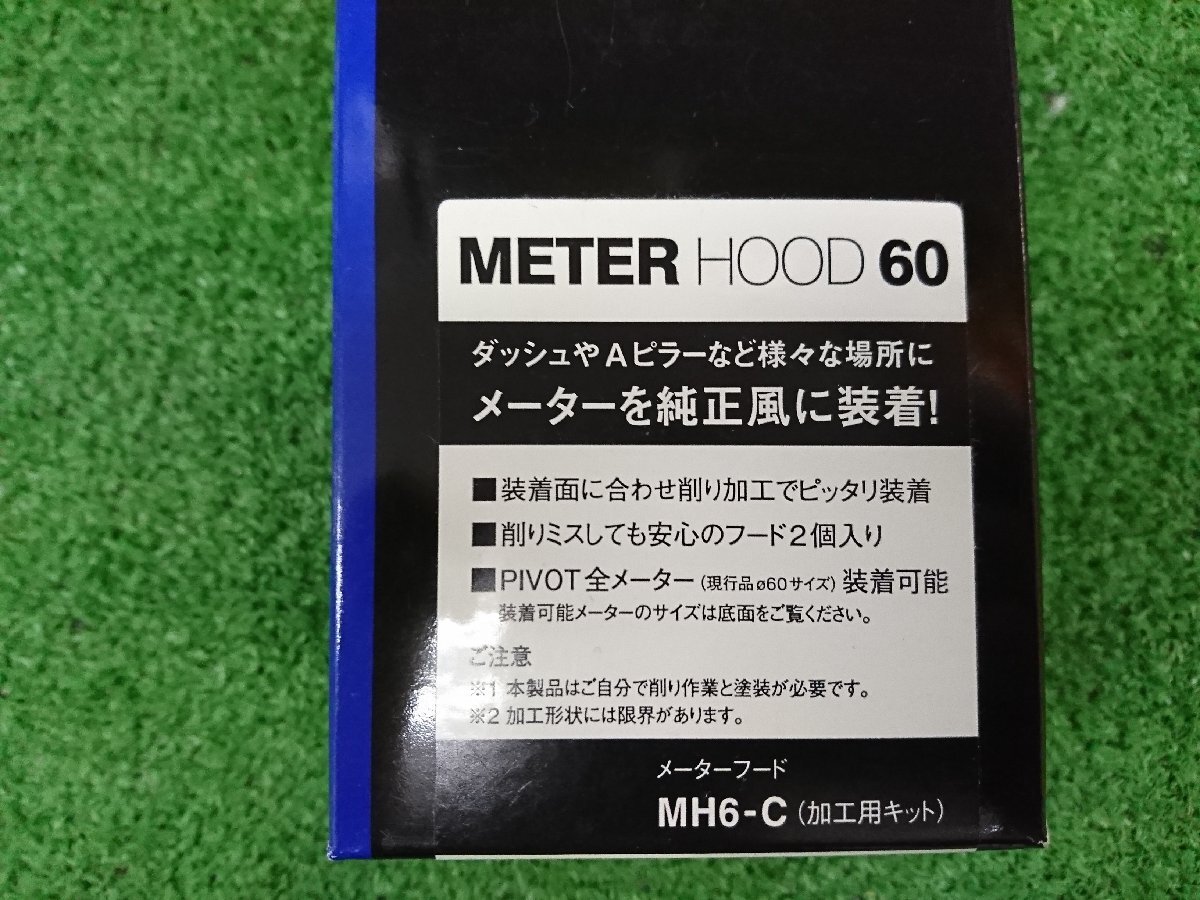 METER HOOD 60
ダッシュやAピラーなど様々な場所に
メーターを純正風に装着!
■装着面に合わせ削り加工でピッタリ装着
■削りミスしても安心のフード2個入り
■PIVOT全メーター(現行品ø60サイズ)装着可能
装着可能メーターのサイズは底面をご覧ください。
ご注意
※1 本製品はご自分で削り作業と塗装が必要です。
※2 加工形状には限界があります。
メーターフード
MH6-C(加工用キット)